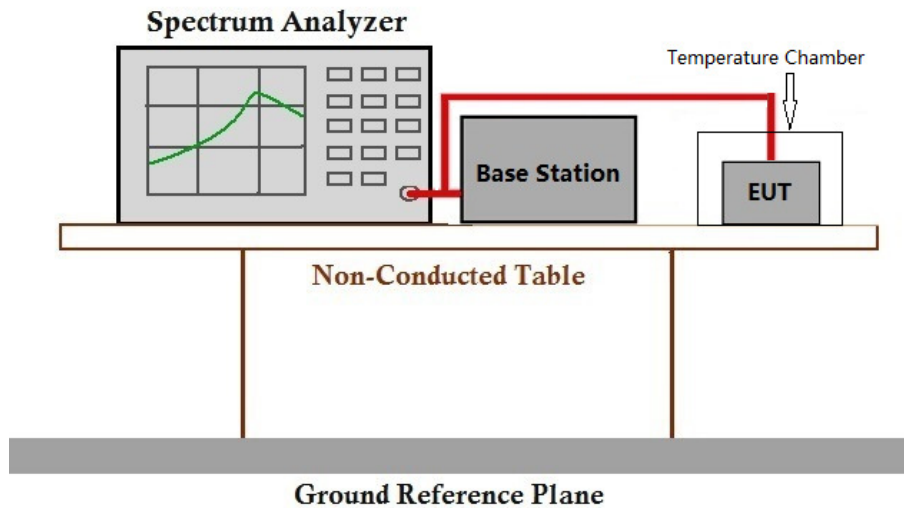 Spectrum Analyzer
Temperature Chamber
Base Station
EUT
Non-Conducted Table
Ground Reference Plane